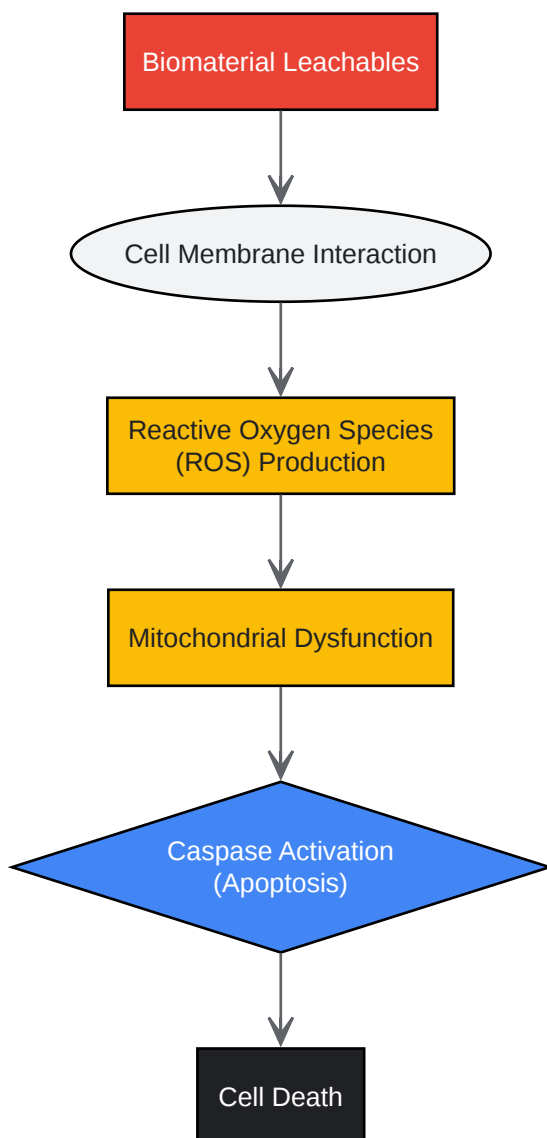 Biomaterial Leachables
Cell Membrane Interaction
Reactive Oxygen Species
(ROS) Production
Mitochondrial Dysfunction
Caspase Activation
(Apoptosis)
Cell Death